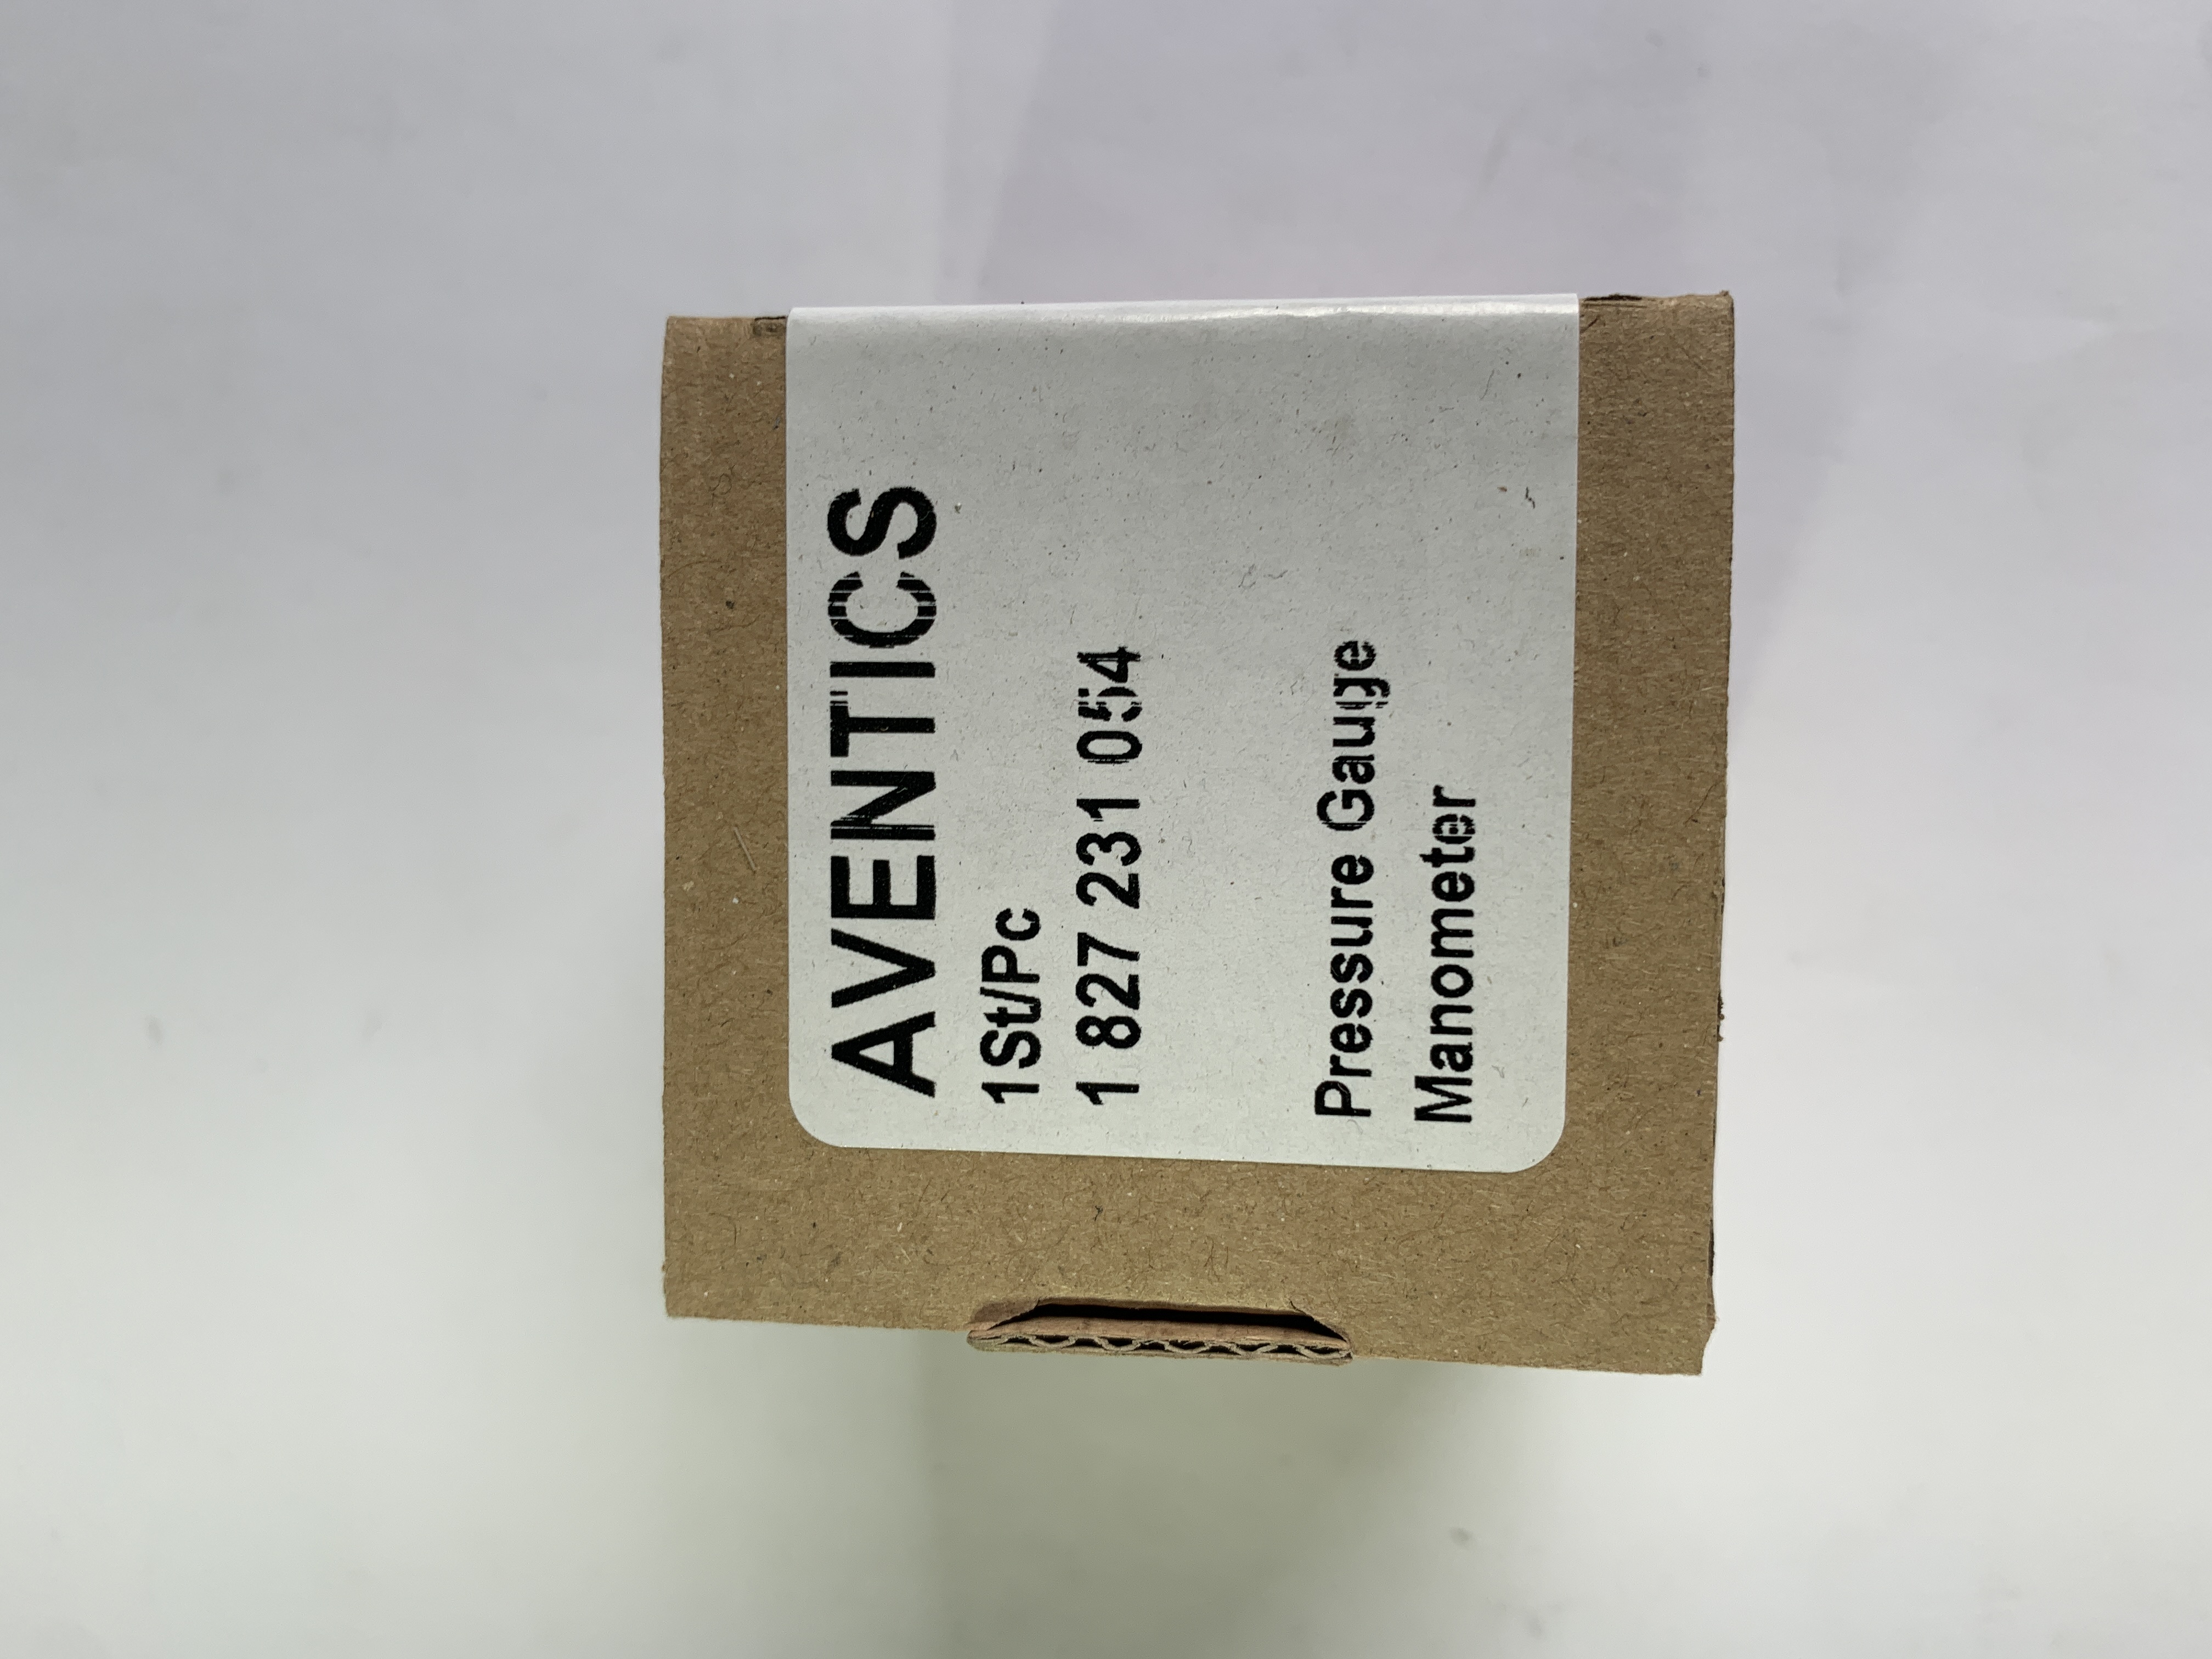 AVENTICS
1St/Pc
1 827 231 054
Pressure Gauge
Manometer